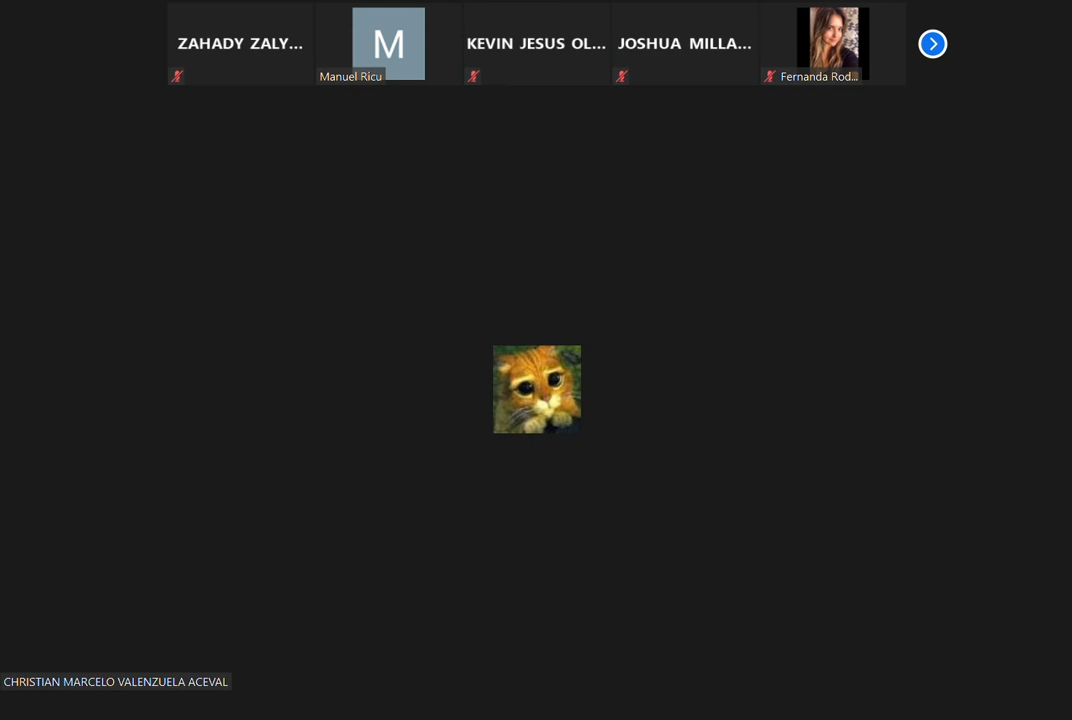 ZAHADY ZALY...
M
Manuel Ricu
KEVIN JESUS OL...
JOSHUA MILLA...
Fernanda Rod...
CHRISTIAN MARCELO VALENZUELA ACEVAL